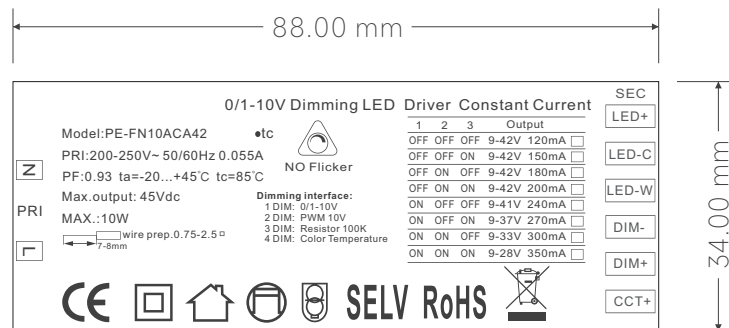 88.00 mm
0/1-10V Dimming LED Driver Constant Current
SEC
Model:PE-FN10ACA42
•tc
PRI:200-250V~ 50/60Hz 0.055A
PF:0.93 ta=-20...+45℃ tc=85℃
Max.output: 45Vdc
MAX.:10W
wire prep.0.75-2.5
7-8mm
N
PRI
L
NO Flicker
Dimming interface:
1 DIM: 0/1-10V
2 DIM: PWM 10V
3 DIM: Resistor 100K
4 DIM: Color Temperature
1 2 3 Output
OFF OFF OFF 9-42V 120mA
OFF OFF ON 9-42V 150mA
OFF ON OFF 9-42V 180mA
OFF ON ON 9-42V 200mA
ON OFF OFF 9-41V 240mA
ON OFF ON 9-37V 270mA
ON ON OFF 9-33V 300mA
ON ON ON 9-28V 350mA
LED+
LED-C
LED-W
DIM-
DIM+
CCT+
CE
SELV RoHS
34.00 mm